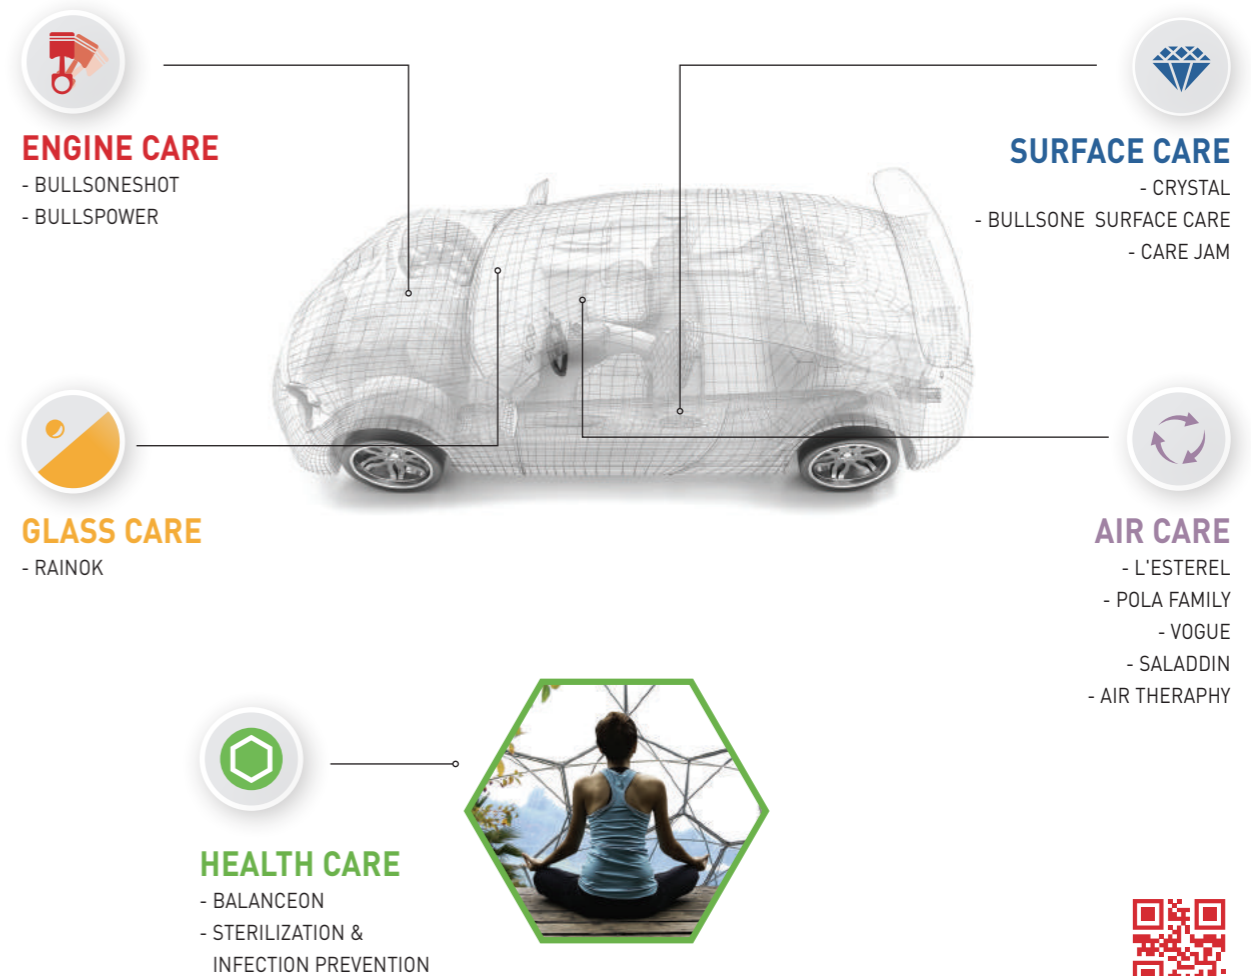 ENGINE CARE
- BULLSONESHOT
- BULLSPOWER
SURFACE CARE
- CRYSTAL
- BULLSONE SURFACE CARE
- CARE JAM
GLASS CARE
- RAINOK
AIR CARE
- L'ESTEREL
- POLA FAMILY
- VOGUE
- SALADDIN
- AIR THERAPHY
HEALTH CARE
- BALANCEON
- STERILIZATION &
INFECTION PREVENTION